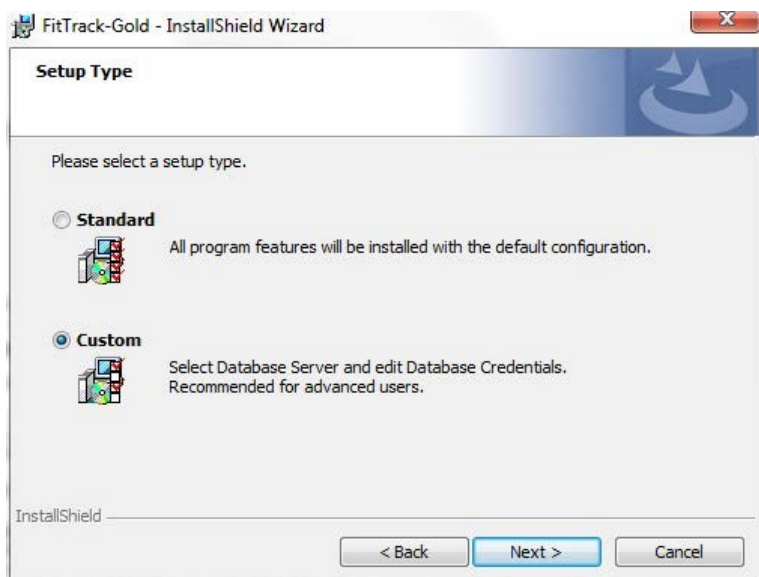 FitTrack-Gold - InstallShield Wizard
Setup Type
Please select a setup type.
Standard
All program features will be installed with the default configuration.
Custom
Select Database Server and edit Database Credentials.
Recommended for advanced users.
InstallShield
< Back Next > Cancel